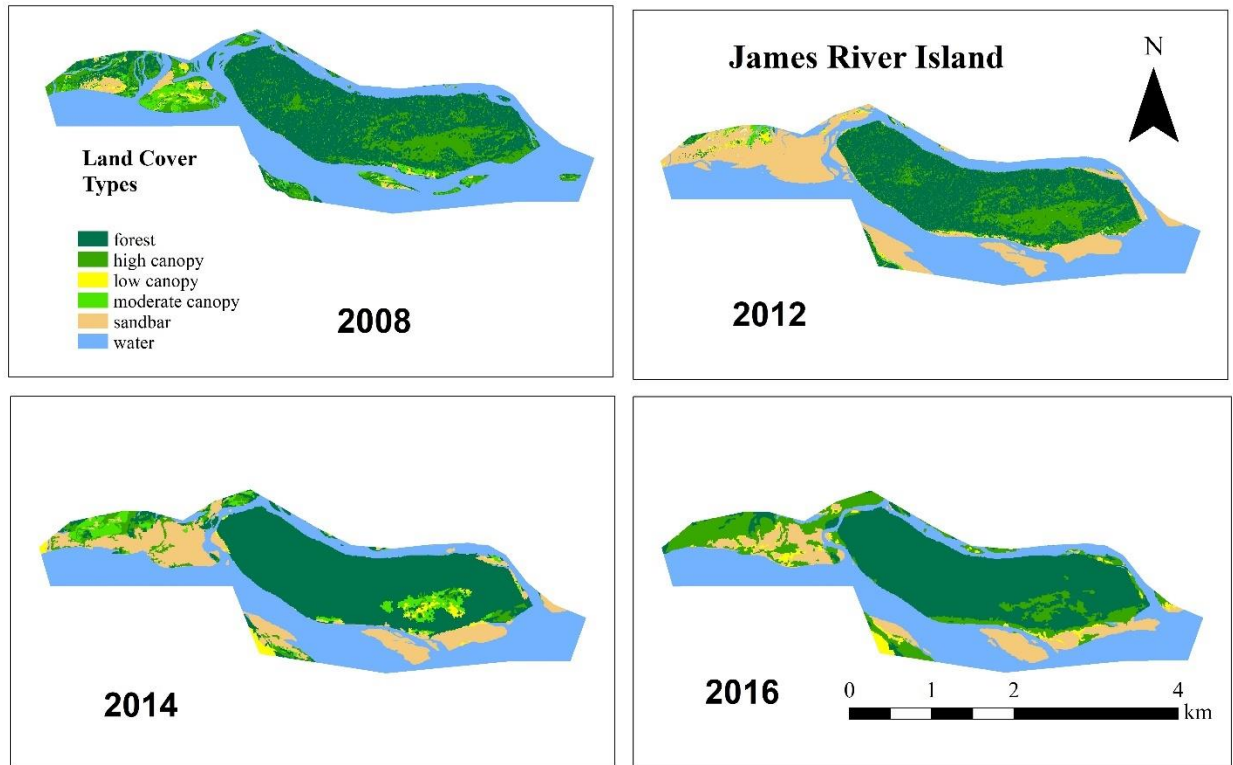 James River Island
N
Land Cover
Types
forest
high canopy
low canopy
moderate canopy
sandbar
water
2008
2012
2014
2016
0 1 2 4
km